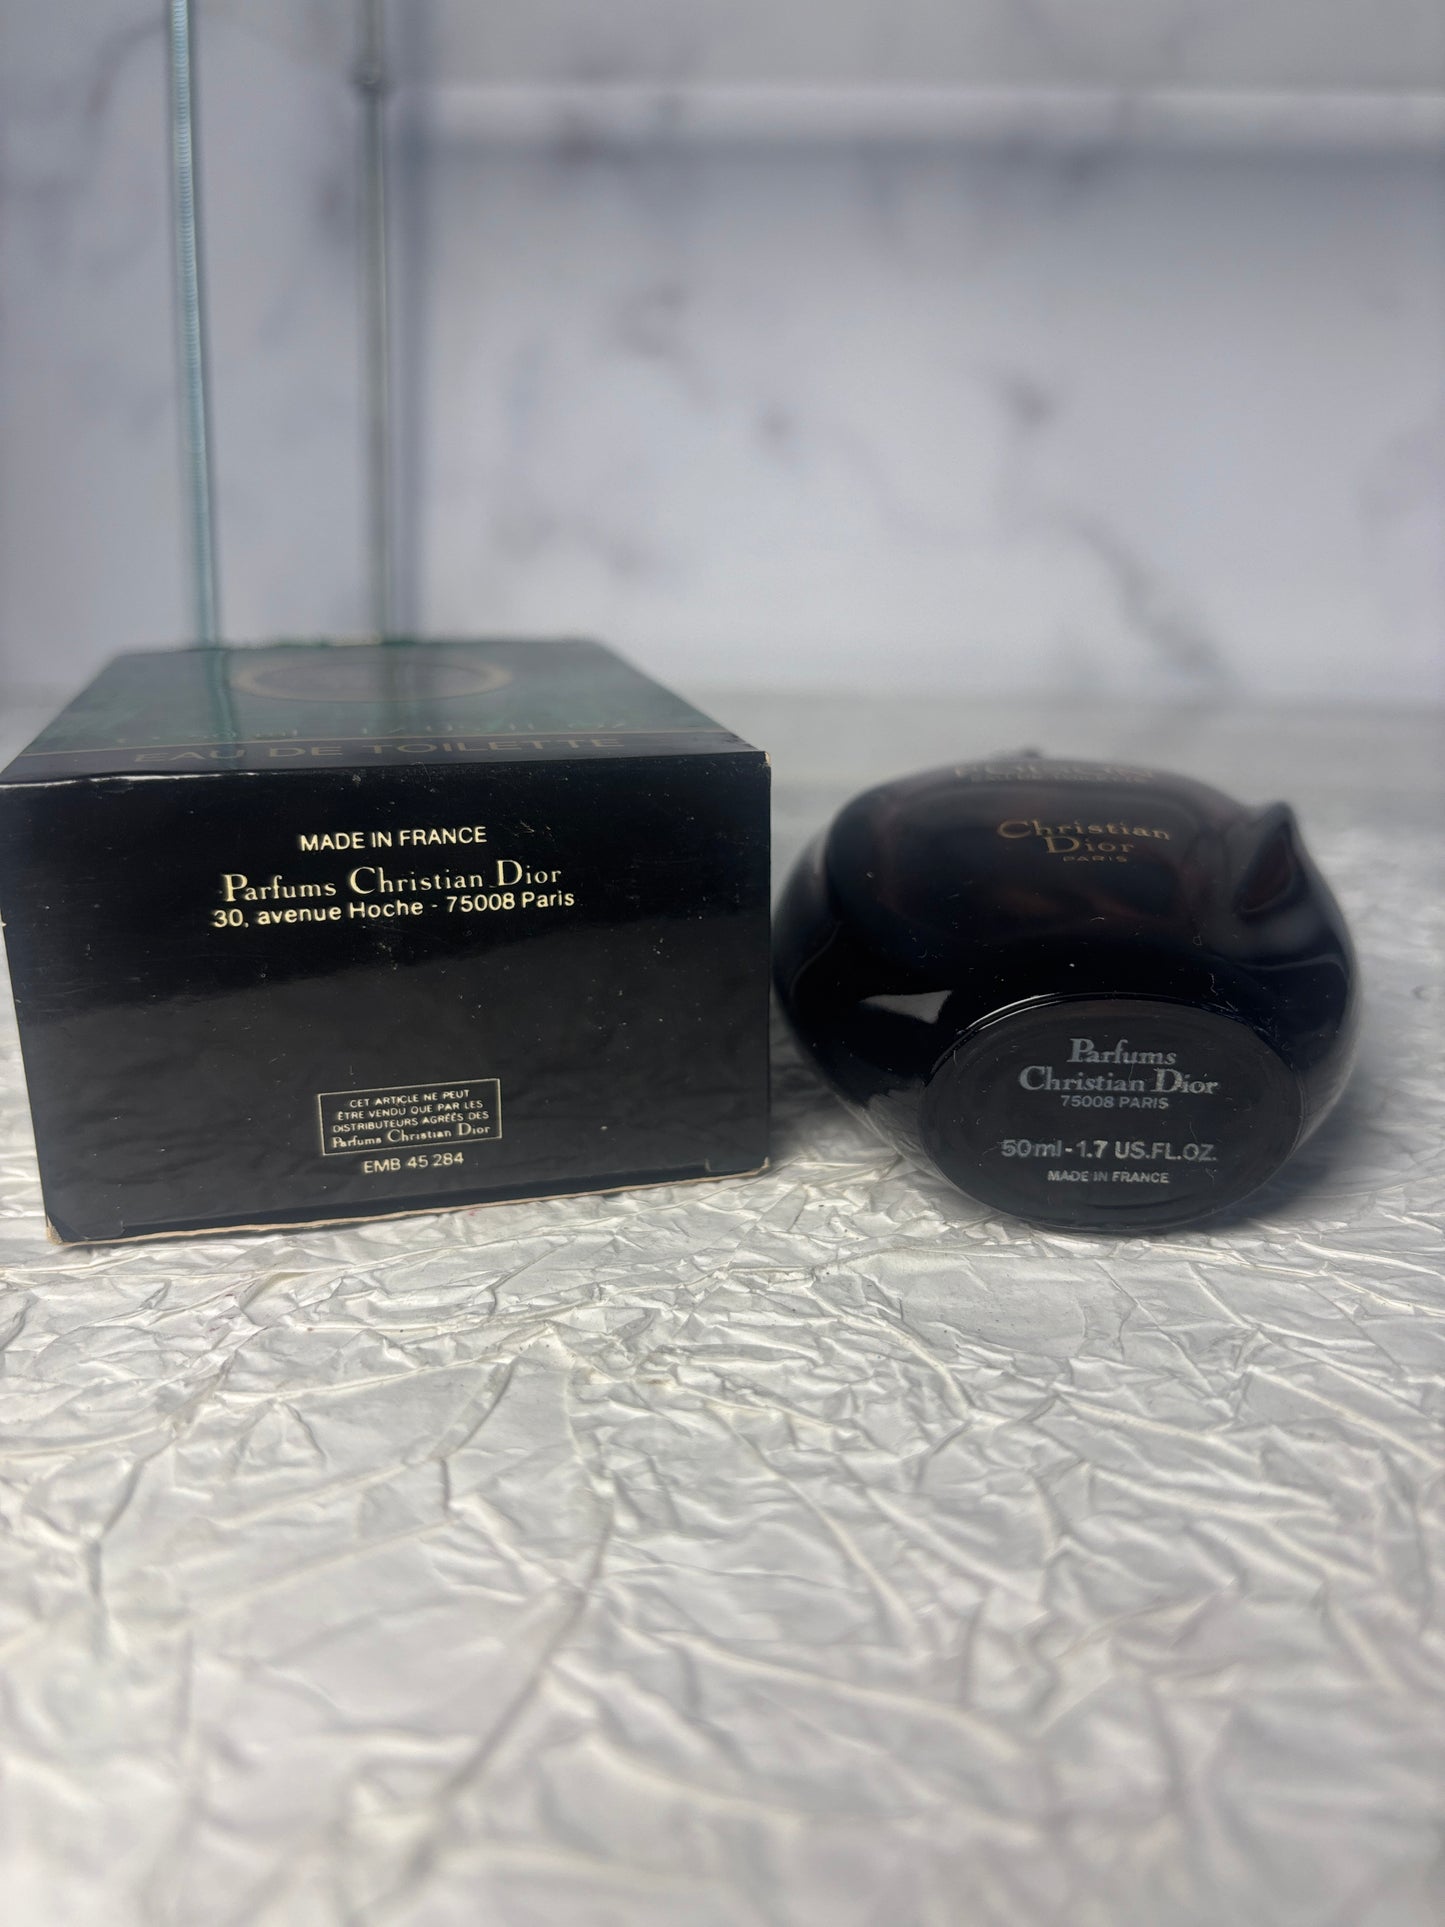 EAU DE TOILETTE
MADE IN FRANCE
Parfums Christian Dior
30, avenue Hoche - 75008 Paris
CET ARTICLE NE PEUT
ÊTRE VENDU QUE PAR LES
DISTRIBUTEURS AGRÉÉS DES
Parfums Christian Dior
EMB 45 284
Christian
Dior
PARIS
Parfums
Christian Dior
75008 PARIS
50ml - 1.7 US.FL.OZ.
MADE IN FRANCE